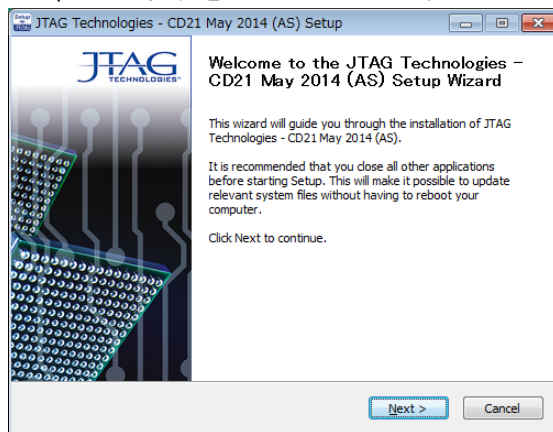 JTAG Technologies - CD21 May 2014 (AS) Setup
JTAG
TECHNOLOGIES®
Welcome to the JTAG Technologies -
CD21 May 2014 (AS) Setup Wizard
This wizard will guide you through the installation of JTAG
Technologies - CD21 May 2014 (AS).
It is recommended that you close all other applications
before starting Setup. This will make it possible to update
relevant system files without having to reboot your
computer.
Click Next to continue.
Next >
Cancel